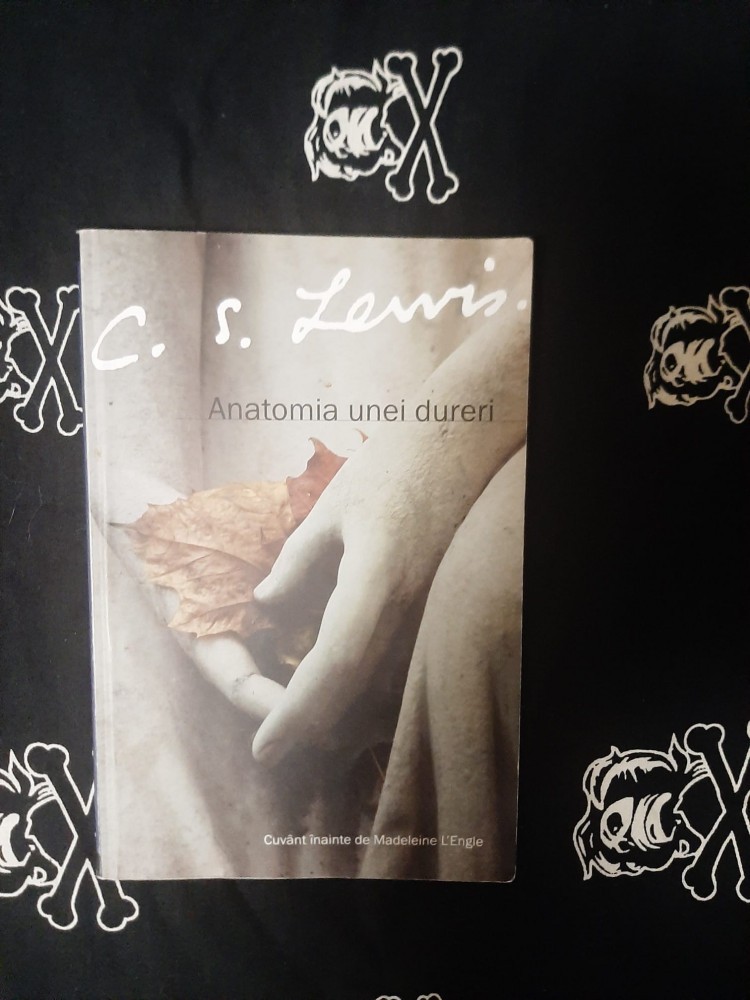 C. S. Lewis.
Anatomia unei dureri
Cuvânt înainte de Madeleine L'Engle